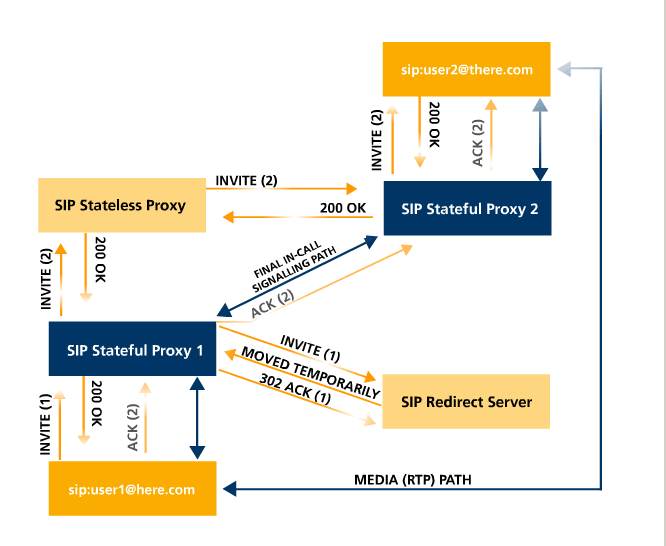 sip:user2@there.com
INVITE (2)
200 OK
ACK (2)
INVITE (2)
SIP Stateless Proxy
200 OK
SIP Stateful Proxy 2
INVITE (2)
200 OK
FINAL IN-CALL
SIGNALLING PATH
ACK (2)
SIP Stateful Proxy 1
INVITE (1)
MOVED TEMPORARILY
302 ACK (1)
SIP Redirect Server
INVITE (1)
200 OK
ACK (2)
sip:user1@here.com
MEDIA (RTP) PATH